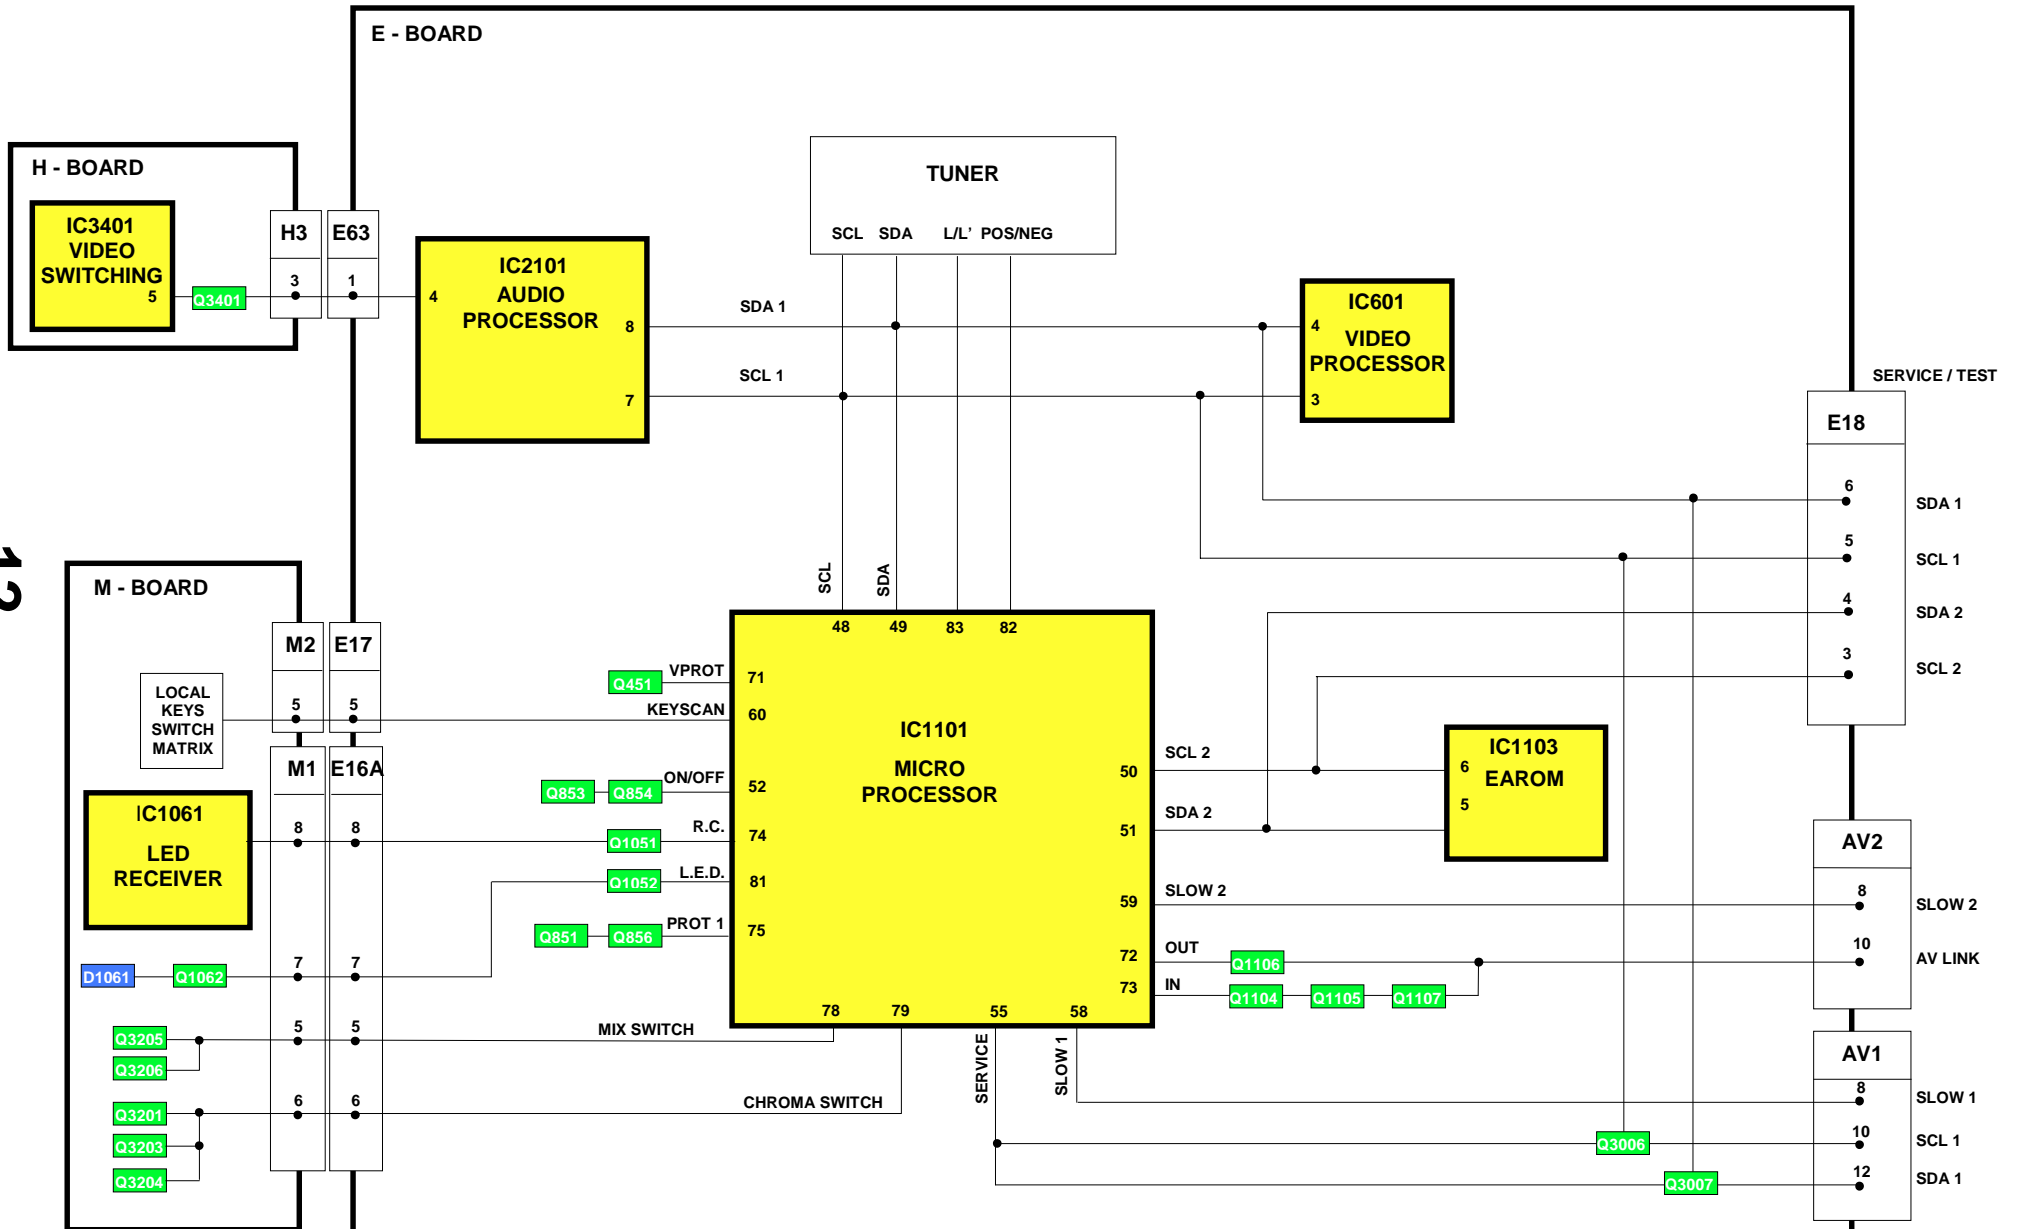 E - BOARD
H - BOARD
IC3401
VIDEO
SWITCHING
5
Q3401
H3
E63
3
1
IC2101
AUDIO
PROCESSOR
4
8
7
TUNER
SCL SDA L/L' POS/NEG
SDA 1
SCL 1
IC601
VIDEO
PROCESSOR
4
3
SERVICE / TEST
E18
6
SDA 1
5
SCL 1
4
SDA 2
3
SCL 2
12
M - BOARD
M2
E17
5
5
LOCAL
KEYS
SWITCH
MATRIX
M1
E16A
IC1061
LED
RECEIVER
8
8
7
7
D1061
Q1062
Q3205
Q3206
5
5
Q3201
Q3203
Q3204
6
6
SCL
SDA
48
49
83
82
Q451
VPROT
71
KEYSCAN
60
Q853
Q854
ON/OFF
52
R.C.
Q1051
74
L.E.D.
Q1052
81
Q851
Q856
PROT 1
75
IC1101
MICRO
PROCESSOR
50
SCL 2
51
SDA 2
59
SLOW 2
72
OUT
73
IN
Q1106
Q1104
Q1105
Q1107
78
79
55
58
MIX SWITCH
CHROMA SWITCH
SERVICE
SLOW 1
IC1103
EAROM
6
5
AV2
8
SLOW 2
10
AV LINK
AV1
8
SLOW 1
10
SCL 1
12
SDA 1
Q3006
Q3007